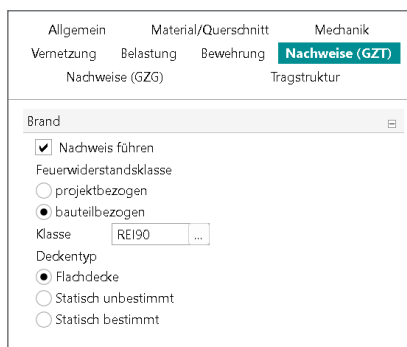 Allgemein Material/Querschnitt Mechanik
Vernetzung Belastung Bewehrung Nachweise (GZT)
Nachweise (GZG) Tragstruktur
Brand
Nachweis führen
Feuerwiderstandsklasse
projektbezogen
bauteilbezogen
Klasse REI90 ...
Deckentyp
Flachdecke
Statisch unbestimmt
Statisch bestimmt